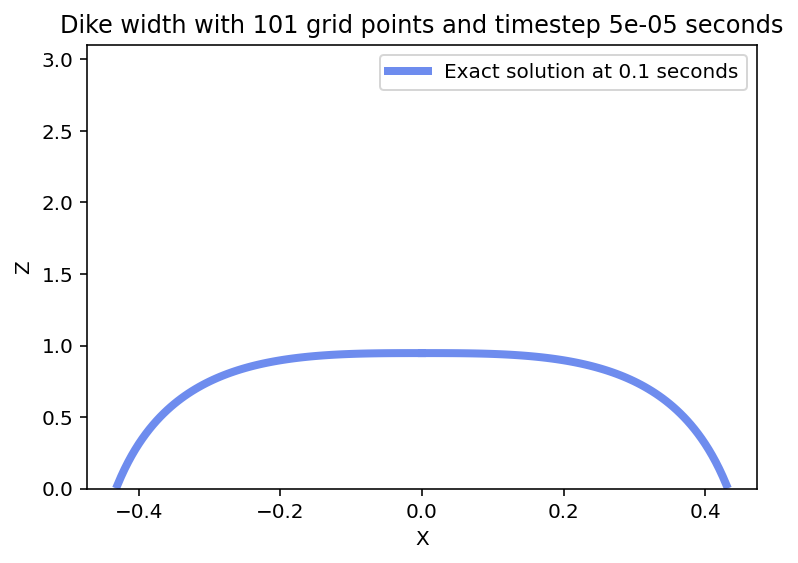 Dike width with 101 grid points and timestep 5e-05 seconds
Exact solution at 0.1 seconds
3.0
2.5
2.0
1.5
1.0
0.5
0.0
Z
−0.4 −0.2 0.0 0.2 0.4
X